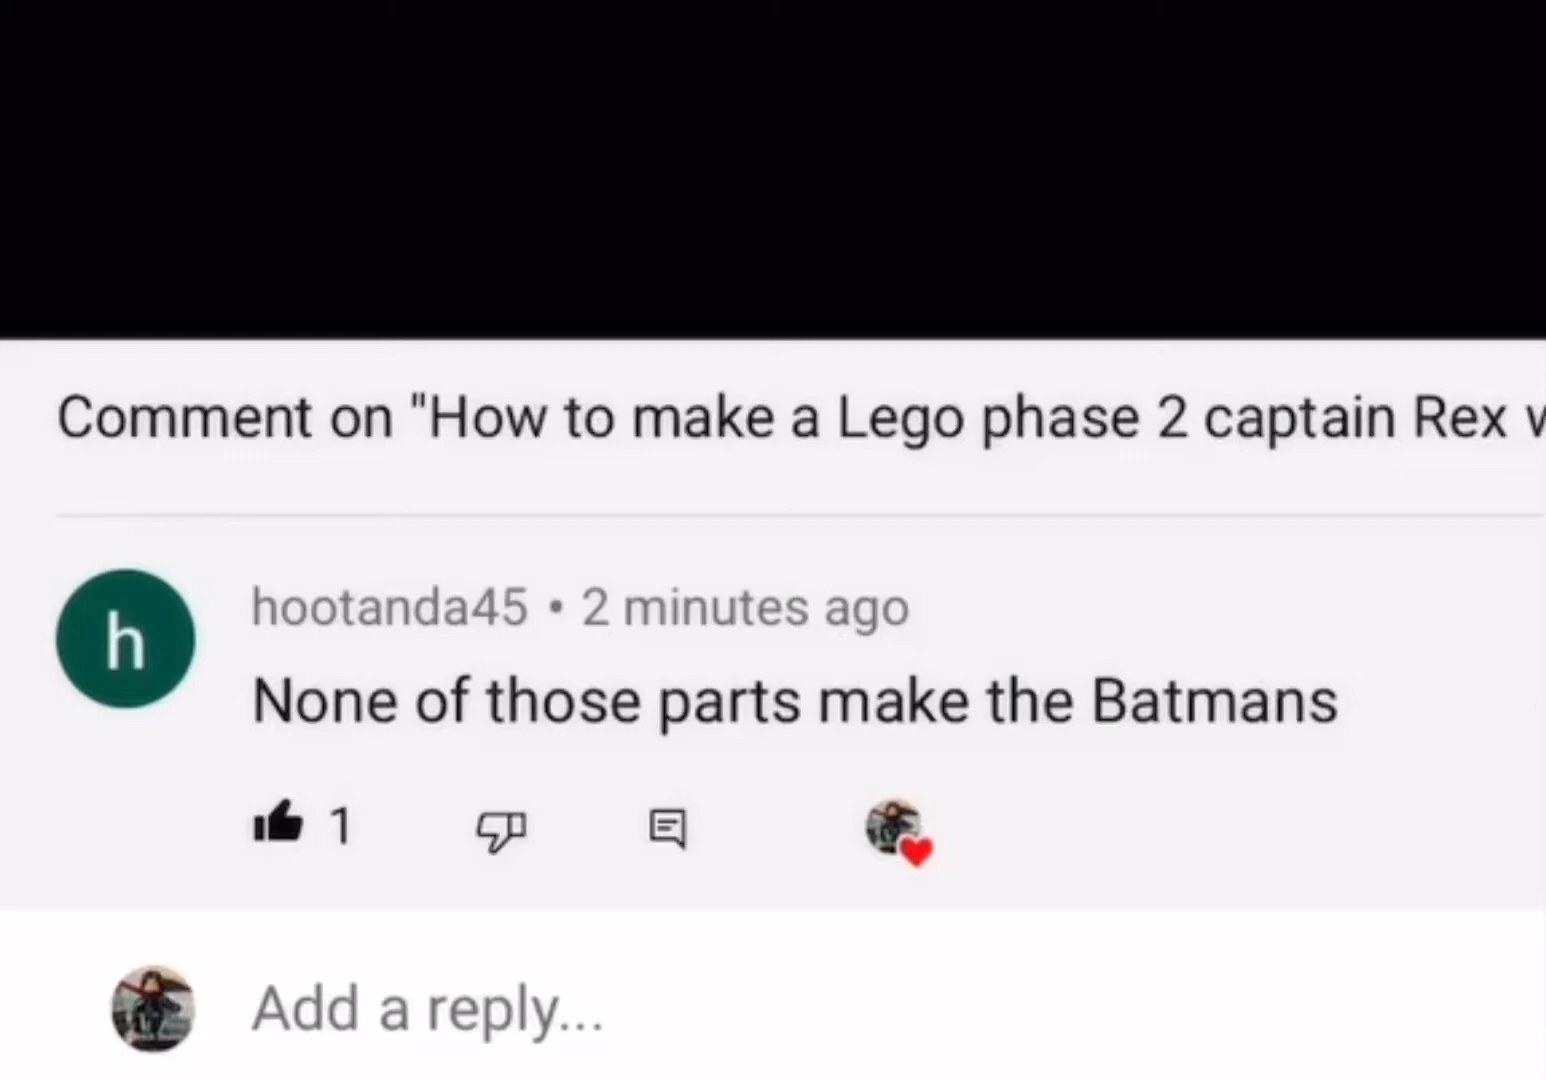 Comment on "How to make a Lego phase 2 captain Rex
h
hootanda45 • 2 minutes ago
None of those parts make the Batmans
1
Add a reply...